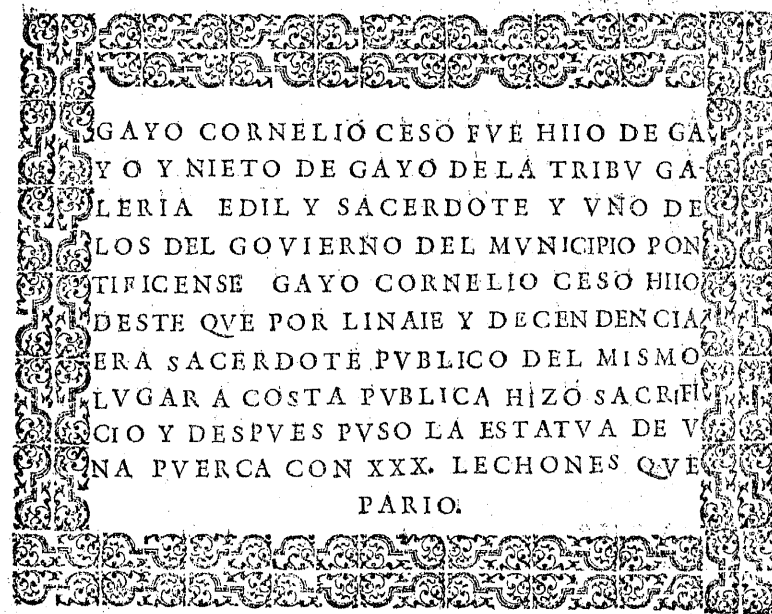 GAYO CORNELIO CESO FVE HIIO DE GA
YO Y NIETO DE GAYO DE LA TRIBV GA-
LERIA EDIL Y SACERDOTE Y VNO DE
LOS DEL GOVIERNO DEL MVNICIPIO PON
TIFICENSE GAYO CORNELIO CESO HIIO
DESTE QVE POR LINAIE Y DECENDENCIA
ERA SACERDOTE PVBLICO DEL MISMO
LVGAR A COSTA PVBLICA HIZO SACRIFI
CIO Y DESPVES PVSO LA ESTATVA DE V
NA PVERCA CON XXX. LECHONES QVE
PARIO.